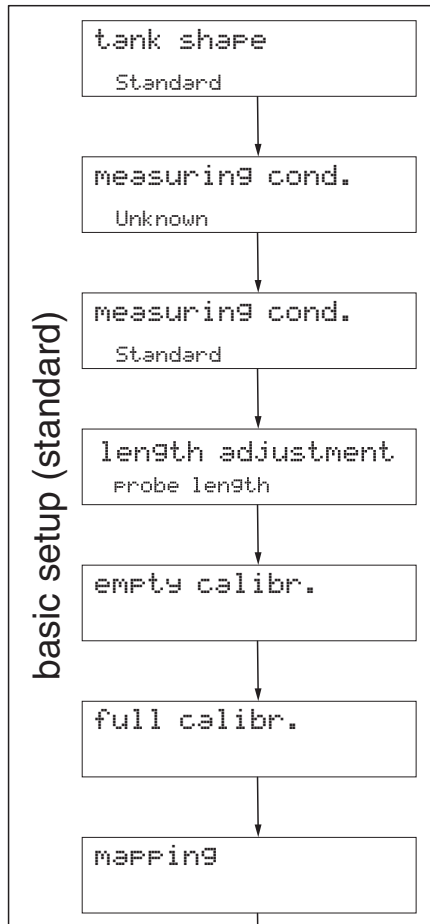 basic setup (standard)
tank shape
Standard
measuring cond.
Unknown
measuring cond.
Standard
length adjustment
probe length
empty calibr.
full calibr.
mapping